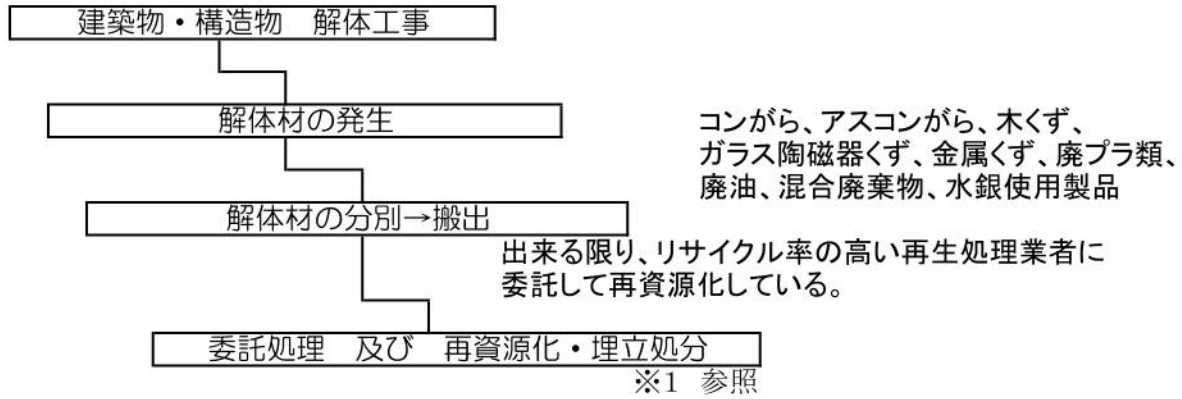 建築物・構造物　解体工事
解体材の発生
コンがら、アスコンがら、木くず、
ガラス陶磁器くず、金属くず、廃プラ類、
廃油、混合廃棄物、水銀使用製品
解体材の分別→搬出
出来る限り、リサイクル率の高い再生処理業者に
委託して再資源化している。
委託処理　及び　再資源化・埋立処分
※1　参照